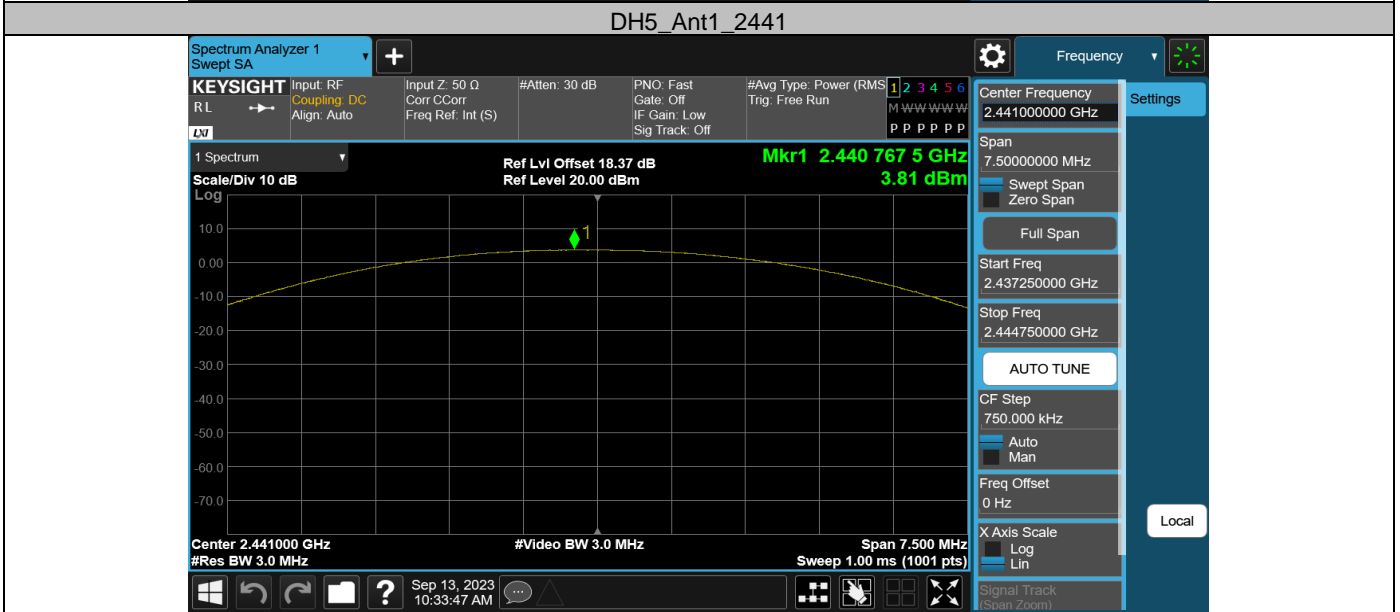 DH5_Ant1_2441
Spectrum Analyzer 1
Swept SA
Frequency
KEYSIGHT
RL
LXI
Input: RF
Coupling: DC
Align: Auto
Input Z: 50 Ω
Corr CCorr
Freq Ref: Int (S)
#Atten: 30 dB
PNO: Fast
Gate: Off
IF Gain: Low
Sig Track: Off
#Avg Type: Power (RMS
Trig: Free Run
1 2 3 4 5 6
M W W W W W
P P P P P P
1 Spectrum
Scale/Div 10 dB
Log
Ref Lvl Offset 18.37 dB
Ref Level 20.00 dBm
Mkr1 2.440 767 5 GHz
3.81 dBm
1
10.0
0.00
-10.0
-20.0
-30.0
-40.0
-50.0
-60.0
-70.0
Center 2.441000 GHz
#Video BW 3.0 MHz
Span 7.500 MHz
#Res BW 3.0 MHz
Sweep 1.00 ms (1001 pts)
Sep 13, 2023
10:33:47 AM
Center Frequency
2.441000000 GHz
Settings
Span
7.50000000 MHz
Swept Span
Zero Span
Full Span
Start Freq
2.437250000 GHz
Stop Freq
2.444750000 GHz
AUTO TUNE
CF Step
750.000 kHz
Auto
Man
Freq Offset
0 Hz
X Axis Scale
Log
Lin
Local
Signal Track
(Span Zoom)